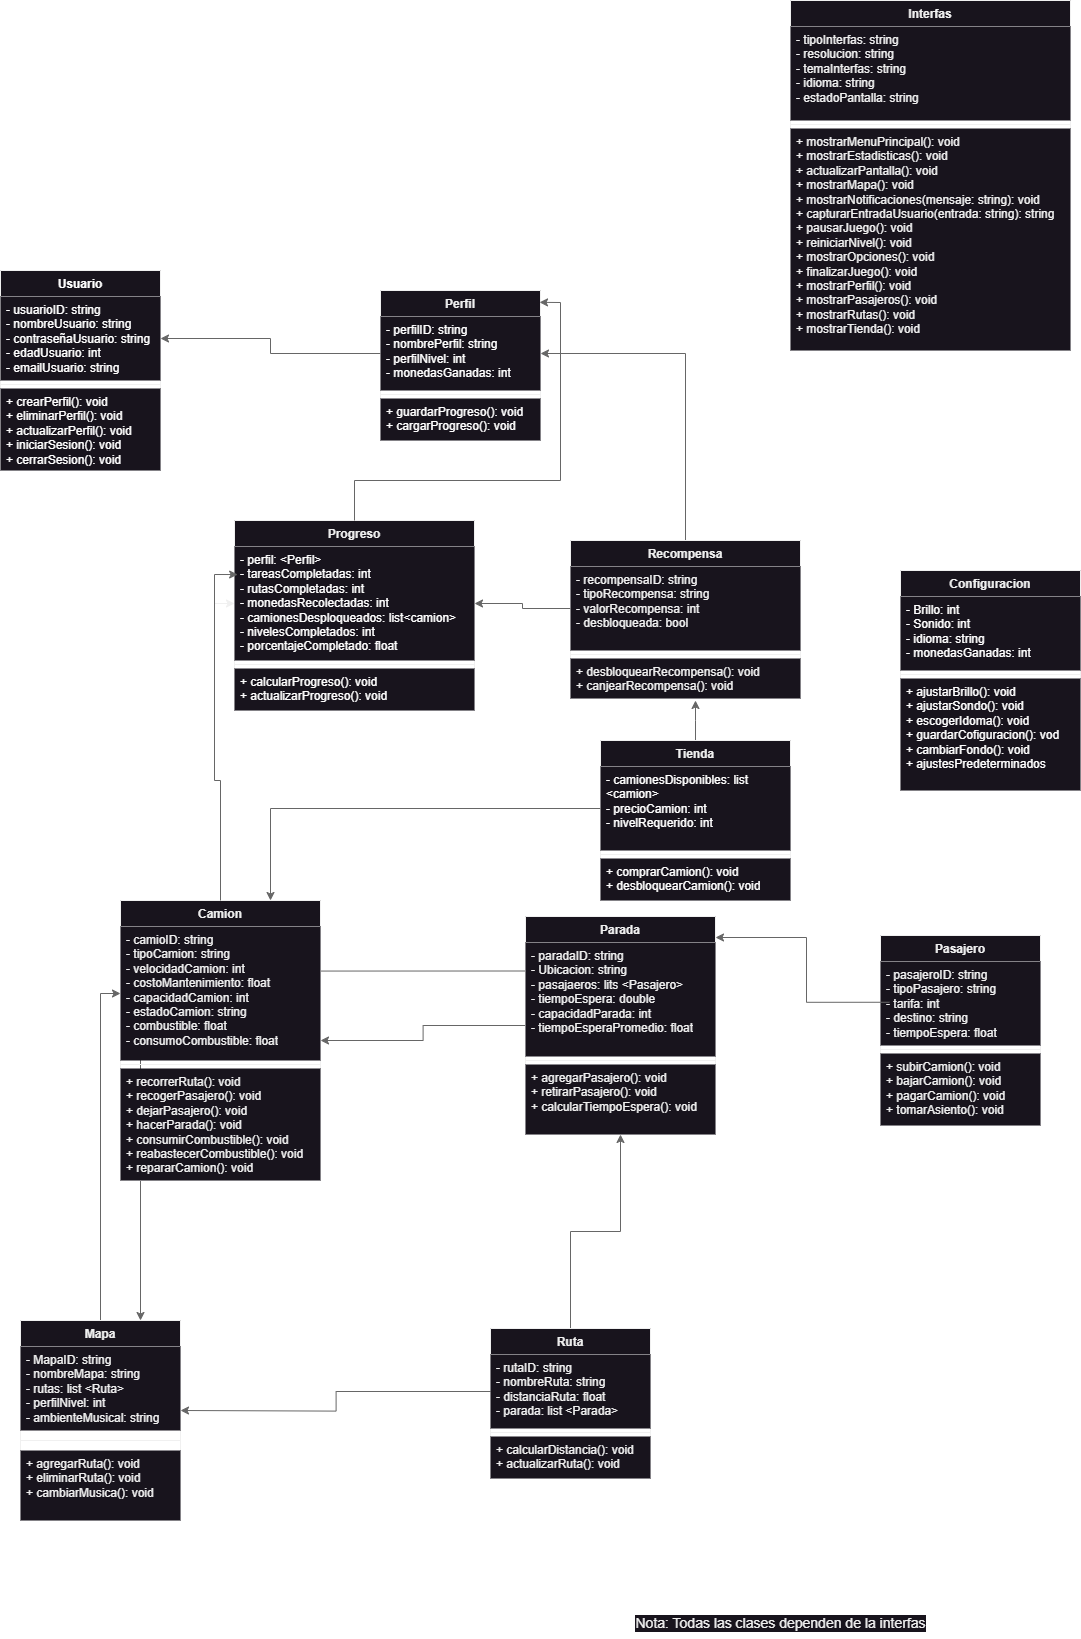 Interfas
- tipoInterfas: string
- resolucion: string
- temaInterfas: string
- idioma: string
- estadoPantalla: string
+ mostrarMenuPrincipal(): void
+ mostrarEstadisticas(): void
+ actualizarPantalla(): void
+ mostrarMapa(): void
+ mostrarNotificaciones(mensaje: string): void
+ capturarEntradaUsuario(entrada: string): string
+ pausarJuego(): void
+ reiniciarNivel(): void
+ mostrarOpciones(): void
+ finalizarJuego(): void
+ mostrarPerfil(): void
+ mostrarPasajeros(): void
+ mostrarRutas(): void
+ mostrarTienda(): void
Usuario
- usuarioID: string
- nombreUsuario: string
- contraseñaUsuario: string
- edadUsuario: int
- emailUsuario: string
+ crearPerfil(): void
+ eliminarPerfil(): void
+ actualizarPerfil(): void
+ iniciarSesion(): void
+ cerrarSesion(): void
Perfil
- perfilID: string
- nombrePerfil: string
- perfilNivel: int
- monedasGanadas: int
+ guardarProgreso(): void
+ cargarProgreso(): void
Progreso
- perfil: <Perfil>
- tareasCompletadas: int
- rutasCompletadas: int
- monedasRecolectadas: int
- camionesDesploqueados: list<camion>
- nivelesCompletados: int
- porcentajeCompletado: float
+ calcularProgreso(): void
+ actualizarProgreso(): void
Recompensa
- recompensaID: string
- tipoRecompensa: string
- valorRecompensa: int
- desbloqueada: bool
+ desbloquearRecompensa(): void
+ canjearRecompensa(): void
Configuracion
- Brillo: int
- Sonido: int
- idioma: string
- monedasGanadas: int
+ ajustarBrillo(): void
+ ajustarSondo(): void
+ escogerIdoma(): void
+ guardarCofiguracion(): vod
+ cambiarFondo(): void
+ ajustesPredeterminados
Tienda
- camionesDisponibles: list
<camion>
- precioCamion: int
- nivelRequerido: int
+ comprarCamion(): void
+ desbloquearCamion(): void
Camion
- camioID: string
- tipoCamion: string
- velocidadCamion: int
- costoMantenimiento: float
- capacidadCamion: int
- estadoCamion: string
- combustible: float
- consumoCombustible: float
+ recorrerRuta(): void
+ recogerPasajero(): void
+ dejarPasajero(): void
+ hacerParada(): void
+ consumirCombustible(): void
+ reabastecerCombustible(): void
+ repararCamion(): void
Parada
- paradaID: string
- Ubicacion: string
- pasajaeros: lits <Pasajero>
- tiempoEspera: double
- capacidadParada: int
- tiempoEsperaPromedio: float
+ agregarPasajero(): void
+ retirarPasajero(): void
+ calcularTiempoEspera(): void
Pasajero
- pasajeroID: string
- tipoPasajero: string
- tarifa: int
- destino: string
- tiempoEspera: float
+ subirCamion(): void
+ bajarCamion(): void
+ pagarCamion(): void
+ tomarAsiento(): void
Mapa
- MapaID: string
- nombreMapa: string
- rutas: list <Ruta>
- perfilNivel: int
- ambienteMusical: string
+ agregarRuta(): void
+ eliminarRuta(): void
+ cambiarMusica(): void
Ruta
- rutaID: string
- nombreRuta: string
- distanciaRuta: float
- parada: list <Parada>
+ calcularDistancia(): void
+ actualizarRuta(): void
Nota: Todas las clases dependen de la interfas